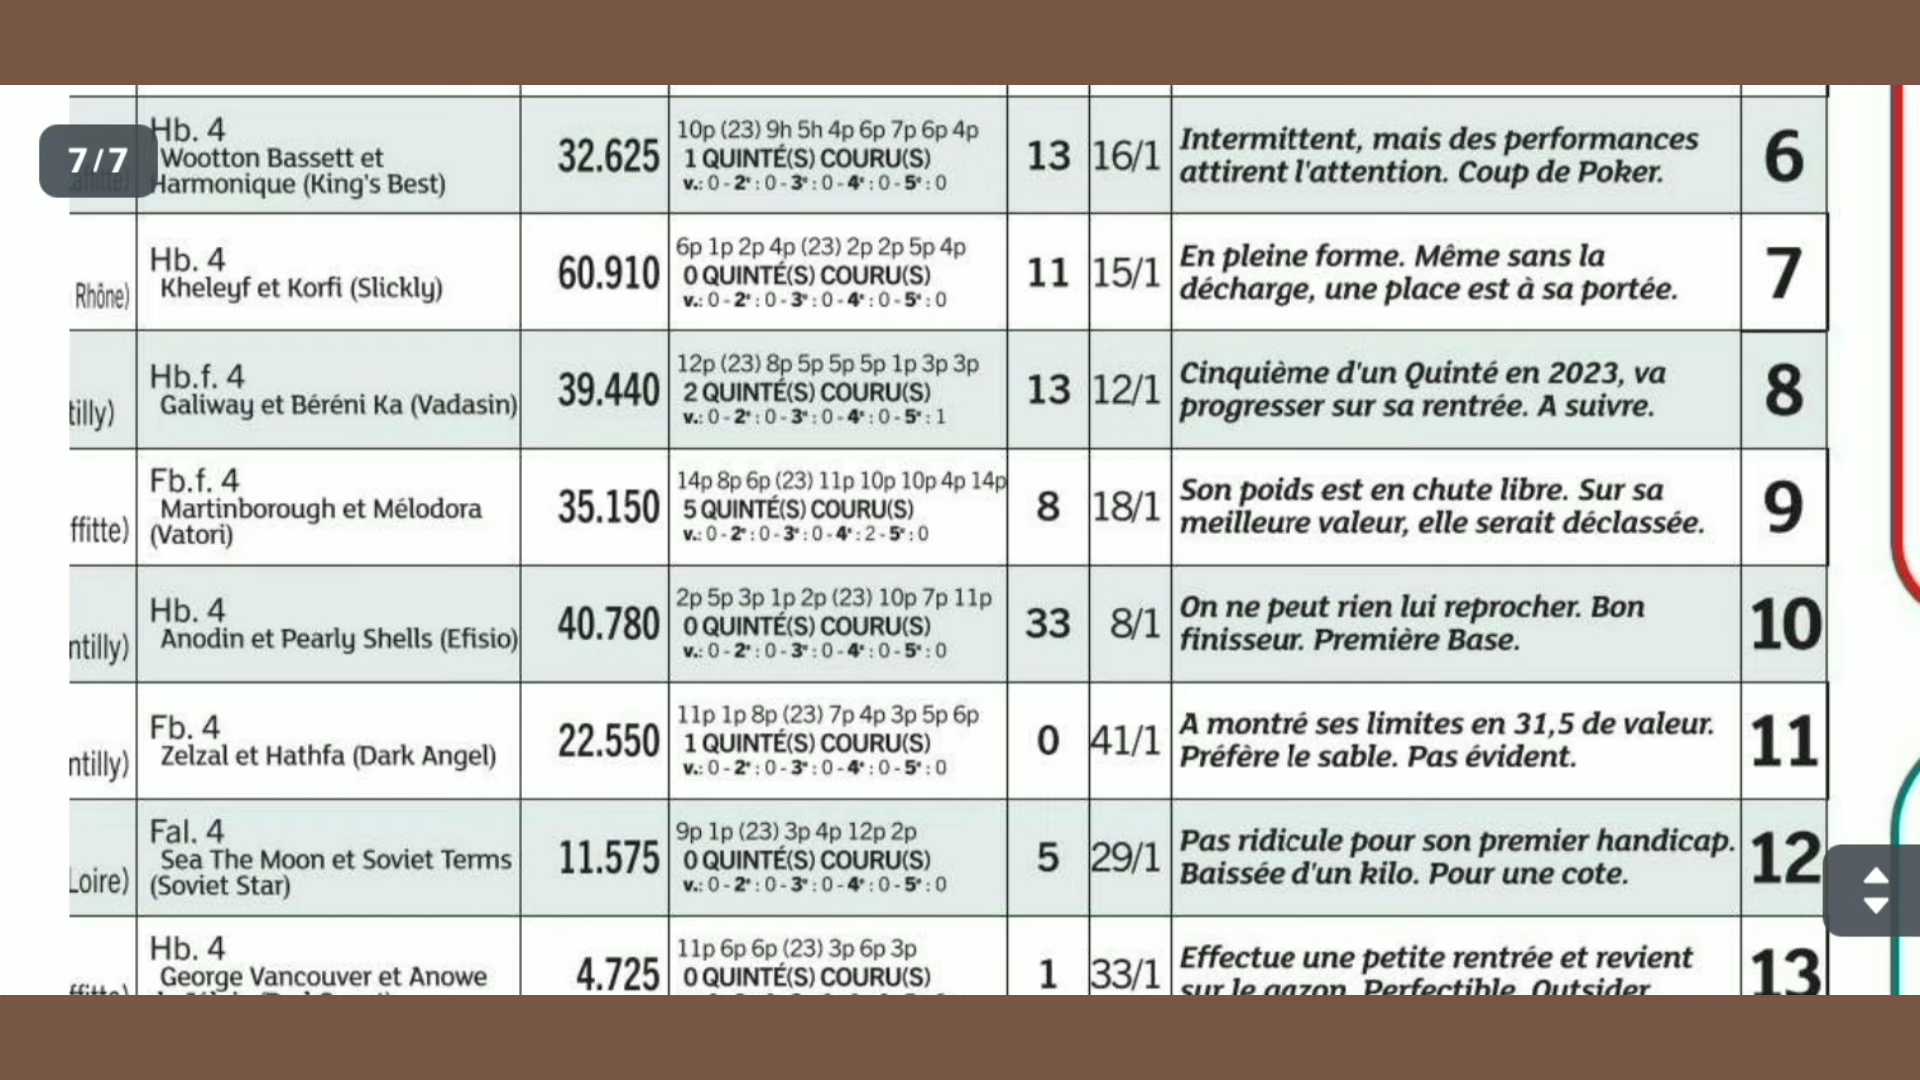 7/7
Hb. 4
Wootton Bassett et
Harmonique (King's Best)
32.625
10p (23) 9h 5h 4p 6p 7p 6p 4p
1 QUINTÉ(S) COURU(S)
v.: 0 - 2e : 0 - 3e : 0 - 4e : 0 - 5e : 0
13
16/1
Intermittent, mais des performances
attirent l'attention. Coup de Poker.
6
Rhône)
Hb. 4
Kheleyf et Korfi (Slickly)
60.910
6p 1p 2p 4p (23) 2p 2p 5p 4p
0 QUINTÉ(S) COURU(S)
v.: 0 - 2e : 0 - 3e : 0 - 4e : 0 - 5e : 0
11
15/1
En pleine forme. Même sans la
décharge, une place est à sa portée.
7
tilly)
Hb.f. 4
Galiway et Béréni Ka (Vadasin)
39.440
12p (23) 8p 5p 5p 5p 1p 3p 3p
2 QUINTÉ(S) COURU(S)
v.: 0 - 2e : 0 - 3e : 0 - 4e : 0 - 5e : 1
13
12/1
Cinquième d'un Quinté en 2023, va
progresser sur sa rentrée. A suivre.
8
ffitte)
Fb.f. 4
Martinborough et Mélodora
(Vatori)
35.150
14p 8p 6p (23) 11p 10p 10p 4p 14p
5 QUINTÉ(S) COURU(S)
v.: 0 - 2e : 0 - 3e : 0 - 4e : 2 - 5e : 0
8
18/1
Son poids est en chute libre. Sur sa
meilleure valeur, elle serait déclassée.
9
ntilly)
Hb. 4
Anodin et Pearly Shells (Efisio)
40.780
2p 5p 3p 1p 2p (23) 10p 7p 11p
0 QUINTÉ(S) COURU(S)
v.: 0 - 2e : 0 - 3e : 0 - 4e : 0 - 5e : 0
33
8/1
On ne peut rien lui reprocher. Bon
finisseur. Première Base.
10
ntilly)
Fb. 4
Zelzal et Hathfa (Dark Angel)
22.550
11p 1p 8p (23) 7p 4p 3p 5p 6p
1 QUINTÉ(S) COURU(S)
v.: 0 - 2e : 0 - 3e : 0 - 4e : 0 - 5e : 0
0
41/1
A montré ses limites en 31,5 de valeur.
Préfère le sable. Pas évident.
11
Loire)
Fal. 4
Sea The Moon et Soviet Terms
(Soviet Star)
11.575
9p 1p (23) 3p 4p 12p 2p
0 QUINTÉ(S) COURU(S)
v.: 0 - 2e : 0 - 3e : 0 - 4e : 0 - 5e : 0
5
29/1
Pas ridicule pour son premier handicap.
Baissée d'un kilo. Pour une cote.
12
Hb. 4
George Vancouver et Anowe
4.725
11p 6p 6p (23) 3p 6p 3p
0 QUINTÉ(S) COURU(S)
1
33/1
Effectue une petite rentrée et revient
sur le gazon. Perfectible. Outsider
13